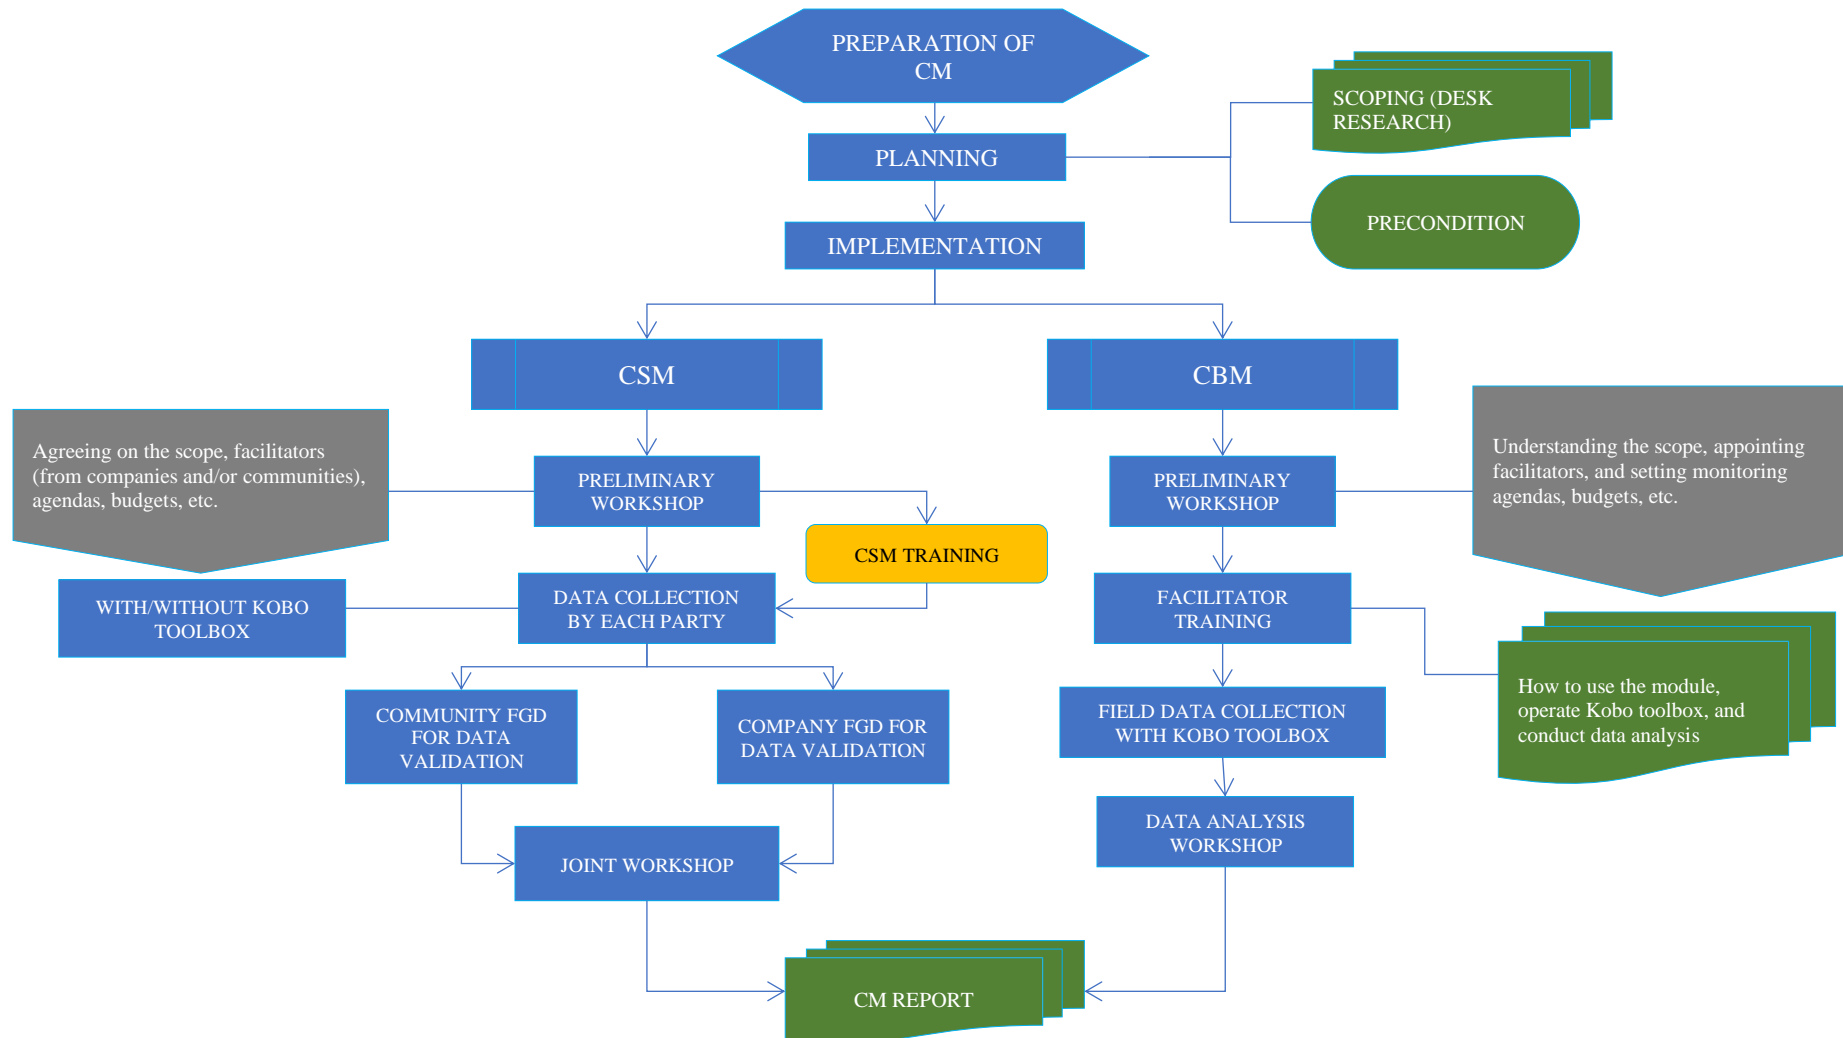 PREPARATION OF
CM
SCOPING (DESK
RESEARCH)
PLANNING
PRECONDITION
IMPLEMENTATION
CSM
CBM
Agreeing on the scope, facilitators
(from companies and/or communities),
agendas, budgets, etc.
PRELIMINARY
WORKSHOP
PRELIMINARY
WORKSHOP
Understanding the scope, appointing
facilitators, and setting monitoring
agendas, budgets, etc.
CSM TRAINING
WITH/WITHOUT KOBO
TOOLBOX
DATA COLLECTION
BY EACH PARTY
FACILITATOR
TRAINING
COMMUNITY FGD
FOR DATA
VALIDATION
COMPANY FGD FOR
DATA VALIDATION
FIELD DATA COLLECTION
WITH KOBO TOOLBOX
How to use the module,
operate Kobo toolbox, and
conduct data analysis
JOINT WORKSHOP
DATA ANALYSIS
WORKSHOP
CM REPORT